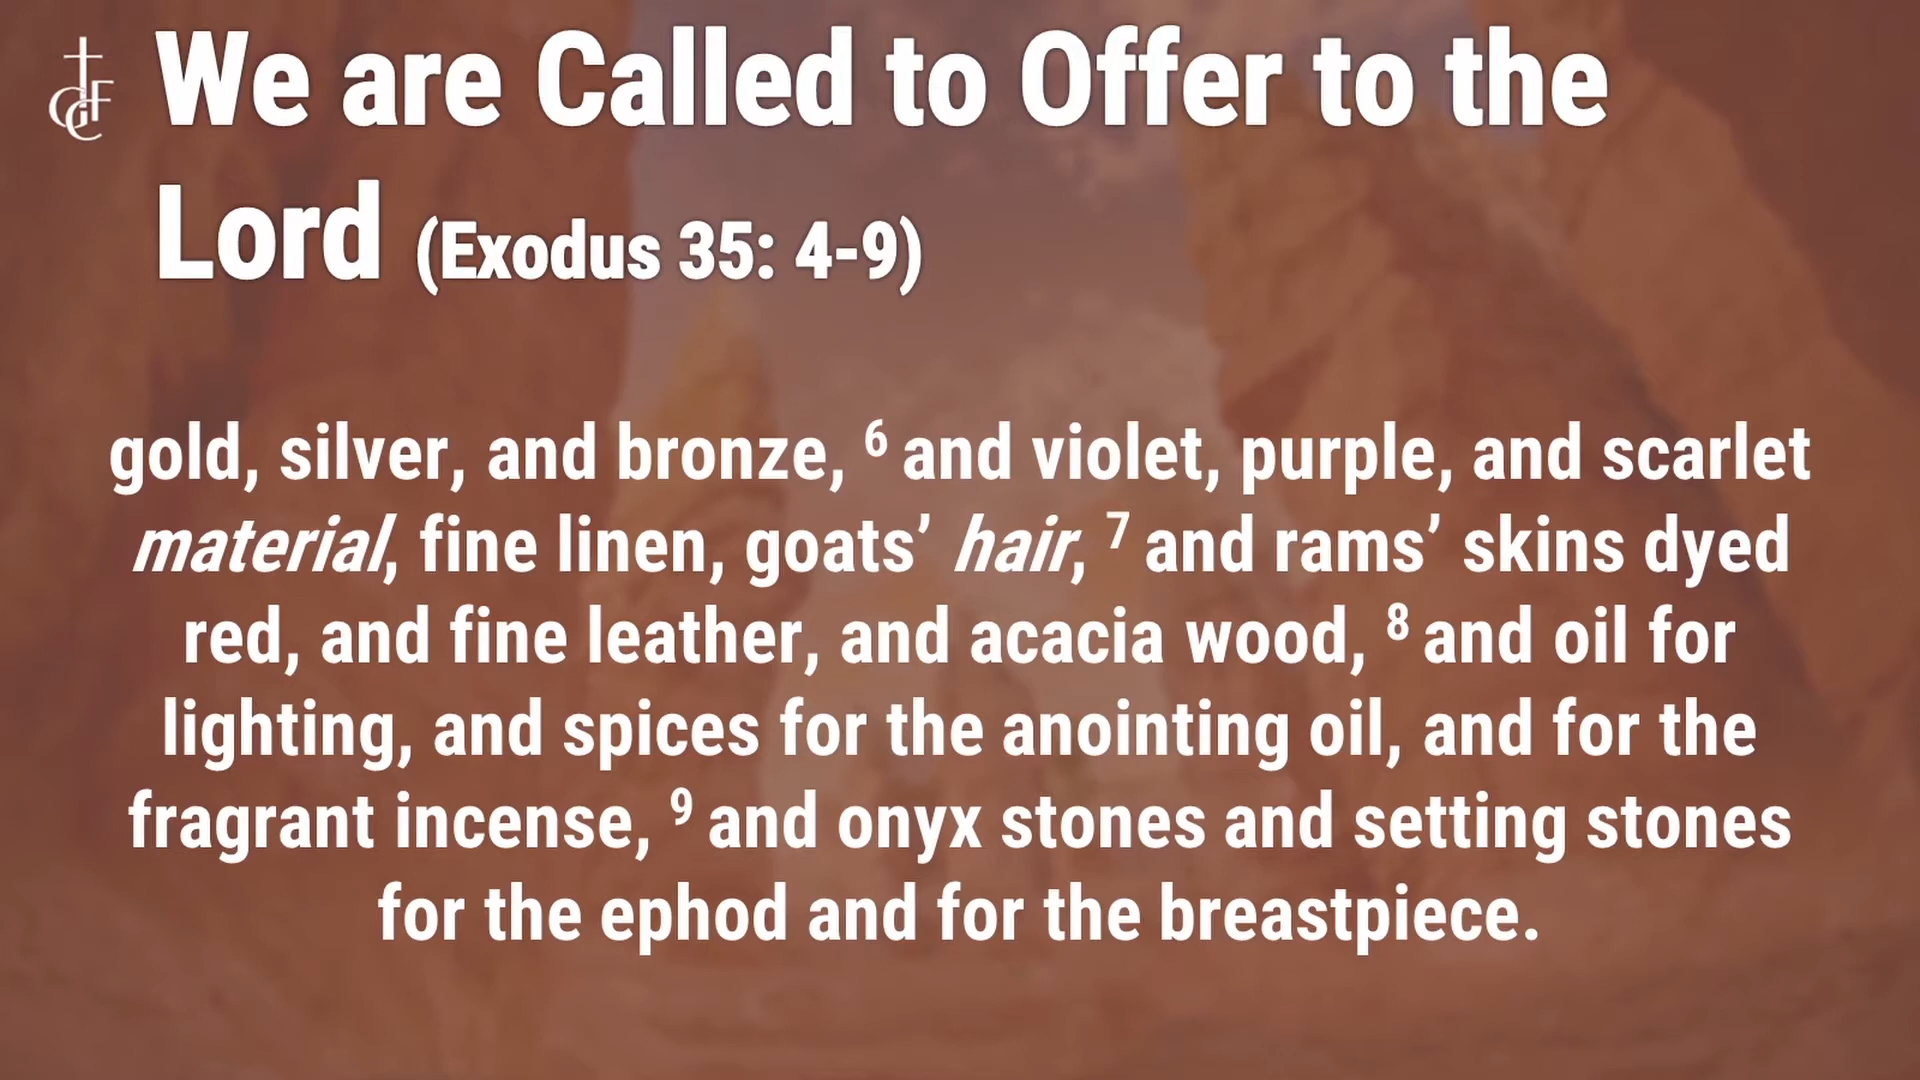 We are Called to Offer to the
Lord (Exodus 35: 4-9)
gold, silver, and bronze, 6 and violet, purple, and scarlet
material, fine linen, goats’ hair, 7 and rams’ skins dyed
red, and fine leather, and acacia wood, 8 and oil for
lighting, and spices for the anointing oil, and for the
fragrant incense, 9 and onyx stones and setting stones
for the ephod and for the breastpiece.